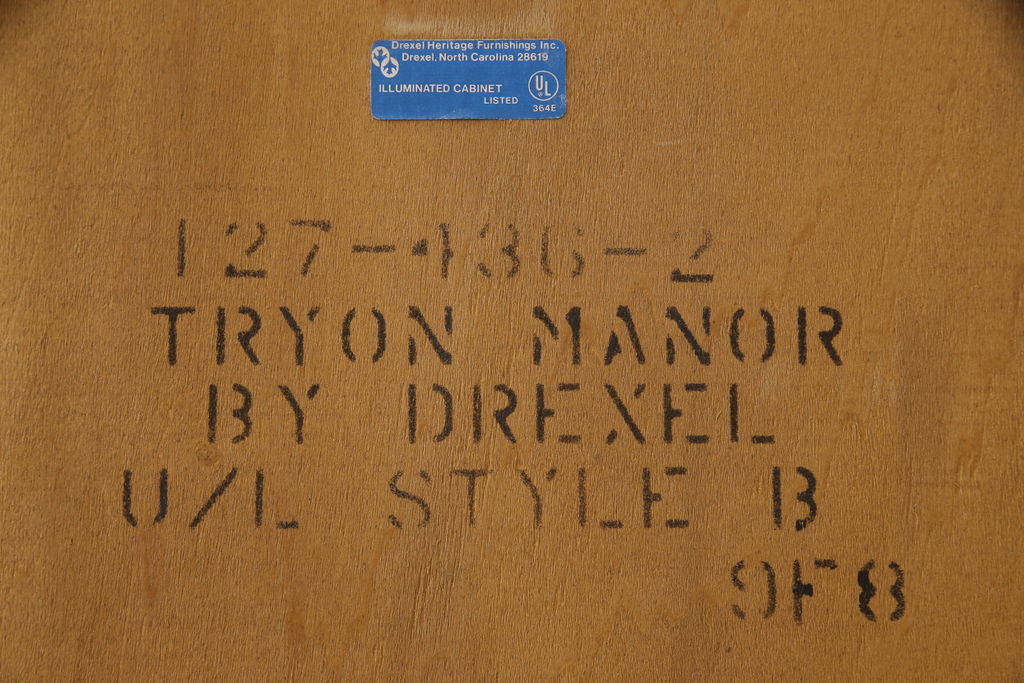 Drexel Heritage Furnishings Inc.
Drexel, North Carolina 28619
ILLUMINATED CABINET
LISTED
UL
364E
127-436-2
TRYON MANOR
BY DREXEL
U/L STYLE B
9F8